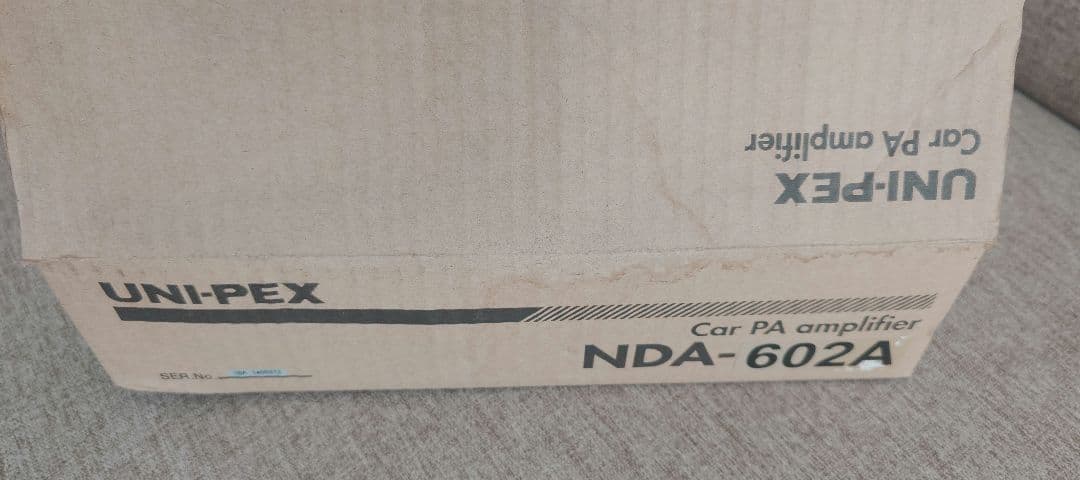 Car PA amplifier
UNI-PEX
UNI-PEX
Car PA amplifier
NDA-602A
SER.No.